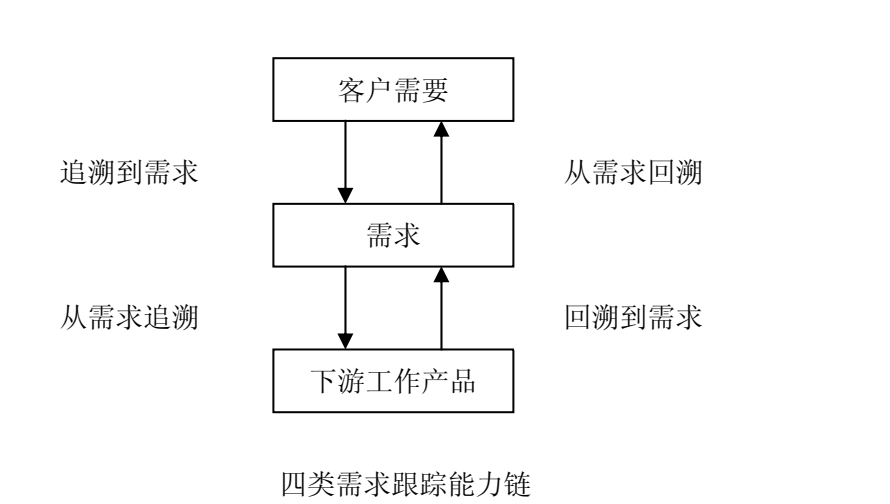 客户需要
追溯到需求
从需求回溯
需求
从需求追溯
回溯到需求
下游工作产品
四类需求跟踪能力链